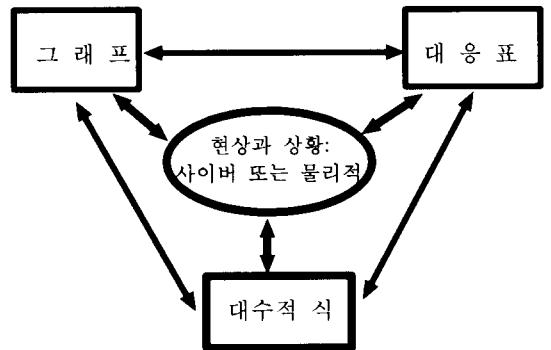 그 래 프
대 응 표
현상과 상황:
사이버 또는 물리적
대수적 식